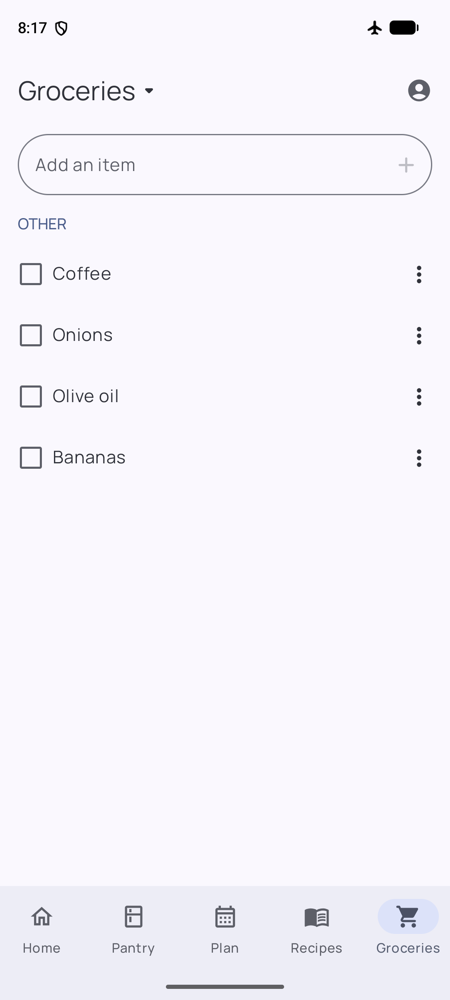 8:17
Groceries
Add an item
OTHER
Coffee
Onions
Olive oil
Bananas
Home
Pantry
Plan
Recipes
Groceries